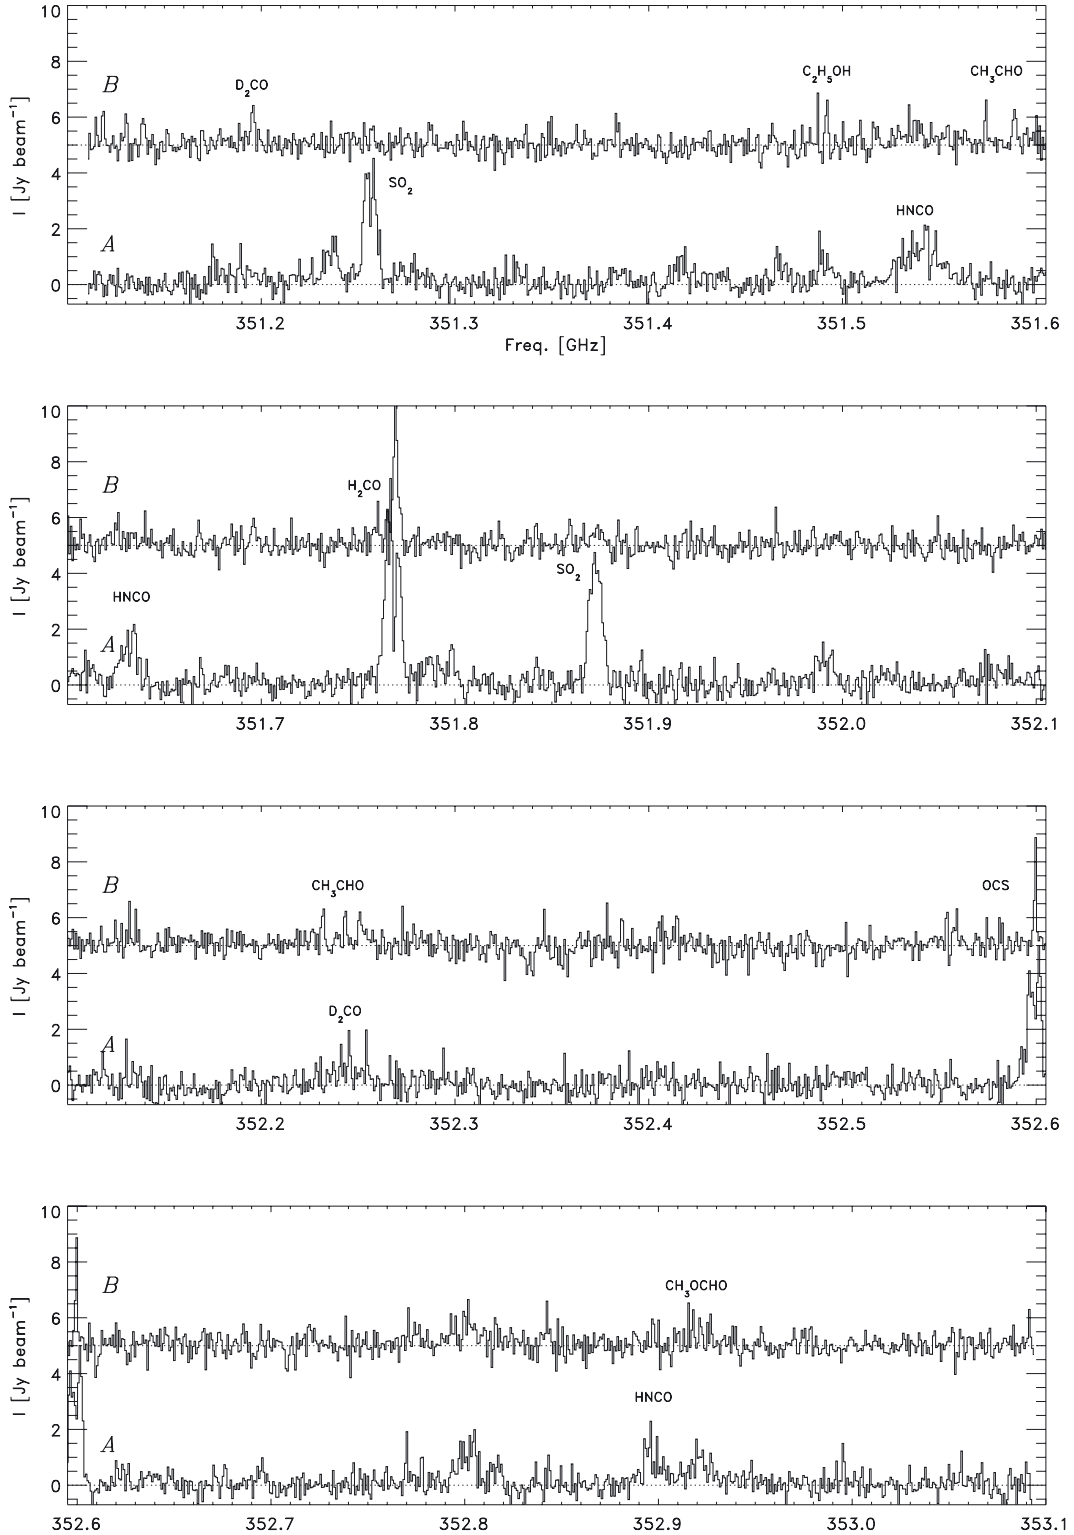 10
8
6
4
2
0
I [Jy beam⁻¹]
B
A
D₂CO
SO₂
C₂H₅OH
CH₃CHO
HNCO
351.2 351.3 351.4 351.5 351.6
Freq. [GHz]
10
8
6
4
2
0
I [Jy beam⁻¹]
B
A
H₂CO
SO₂
HNCO
351.7 351.8 351.9 352.0 352.1
10
8
6
4
2
0
I [Jy beam⁻¹]
B
A
CH₃CHO
OCS
D₂CO
352.2 352.3 352.4 352.5 352.6
10
8
6
4
2
0
I [Jy beam⁻¹]
B
A
CH₃OCHO
HNCO
352.6 352.7 352.8 352.9 353.0 353.1